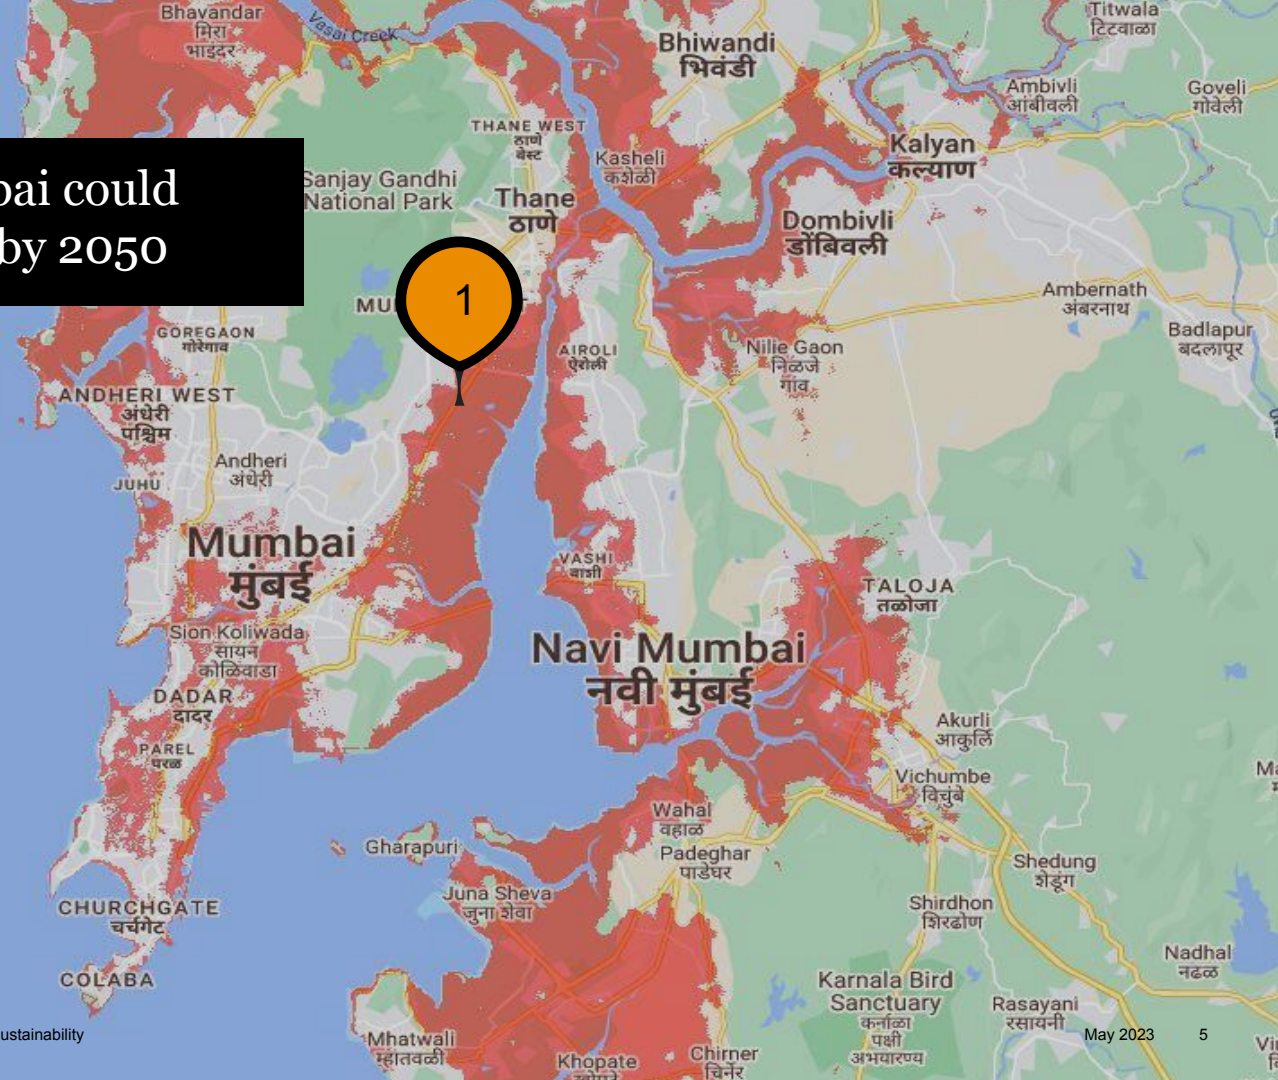 Bhavandar
मिरा
भाइंदर
Vasai Creek
Bhiwandi
भिवंडी
Titwala
टिटवाळा
Ambivli
आंबीवली
Goveli
गोवेली
THANE WEST
ठाणे
वेस्ट
Kasheli
कशेळी
Kalyan
कल्याण
bai could
by 2050
Sanjay Gandhi
National Park
Thane
ठाणे
Dombivli
डोंबिवली
1
Ambernath
अंबरनाथ
Badlapur
बदलापूर
GOREGAON
गोरेगाव
AIROLI
ऐरोली
Nilje Gaon
निळजे
गांव
ANDHERI WEST
अंधेरी
पश्चिम
Andheri
अंधेरी
JUHU
Mumbai
मुंबई
VASHI
वाशी
TALOJA
तळोजा
Sion Koliwada
सायन
कोळिवाडा
Navi Mumbai
नवी मुंबई
DADAR
दादर
PAREL
परळ
Akurli
आकुर्लि
Vichumbe
विचुंबे
Wahal
वहाळ
Padeghar
पाडेघर
Gharapuri
Shedung
शेडूंग
Juna Sheva
जुना शेवा
Shirdhon
शिरढोण
CHURCHGATE
चर्चगेट
COLABA
Nadhal
नढळ
Karnala Bird
Sanctuary
कर्नाळा
पक्षी
अभयारण्य
Rasayani
रसायनी
ustainability
May 2023 5
Mhatwali
म्हातवळी
Khopate
Chirner
चिर्नेर